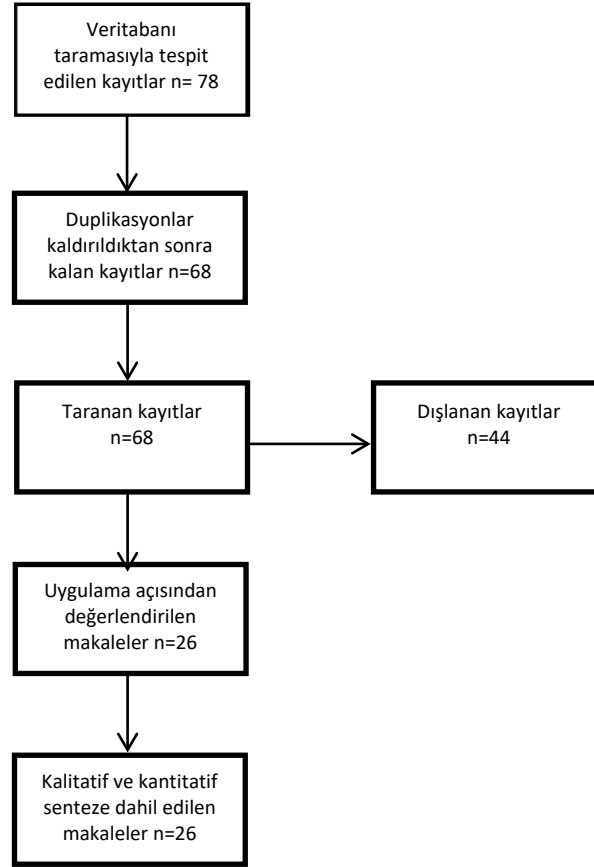 Veritabanı
taramasıyla tespit
edilen kayıtlar n= 78
Duplikasyonlar
kaldırıldıktan sonra
kalan kayıtlar n=68
Taranan kayıtlar
n=68
Dışlanan kayıtlar
n=44
Uygulama açısından
değerlendirilen
makaleler n=26
Kalitatif ve kantitatif
senteze dahil edilen
makaleler n=26